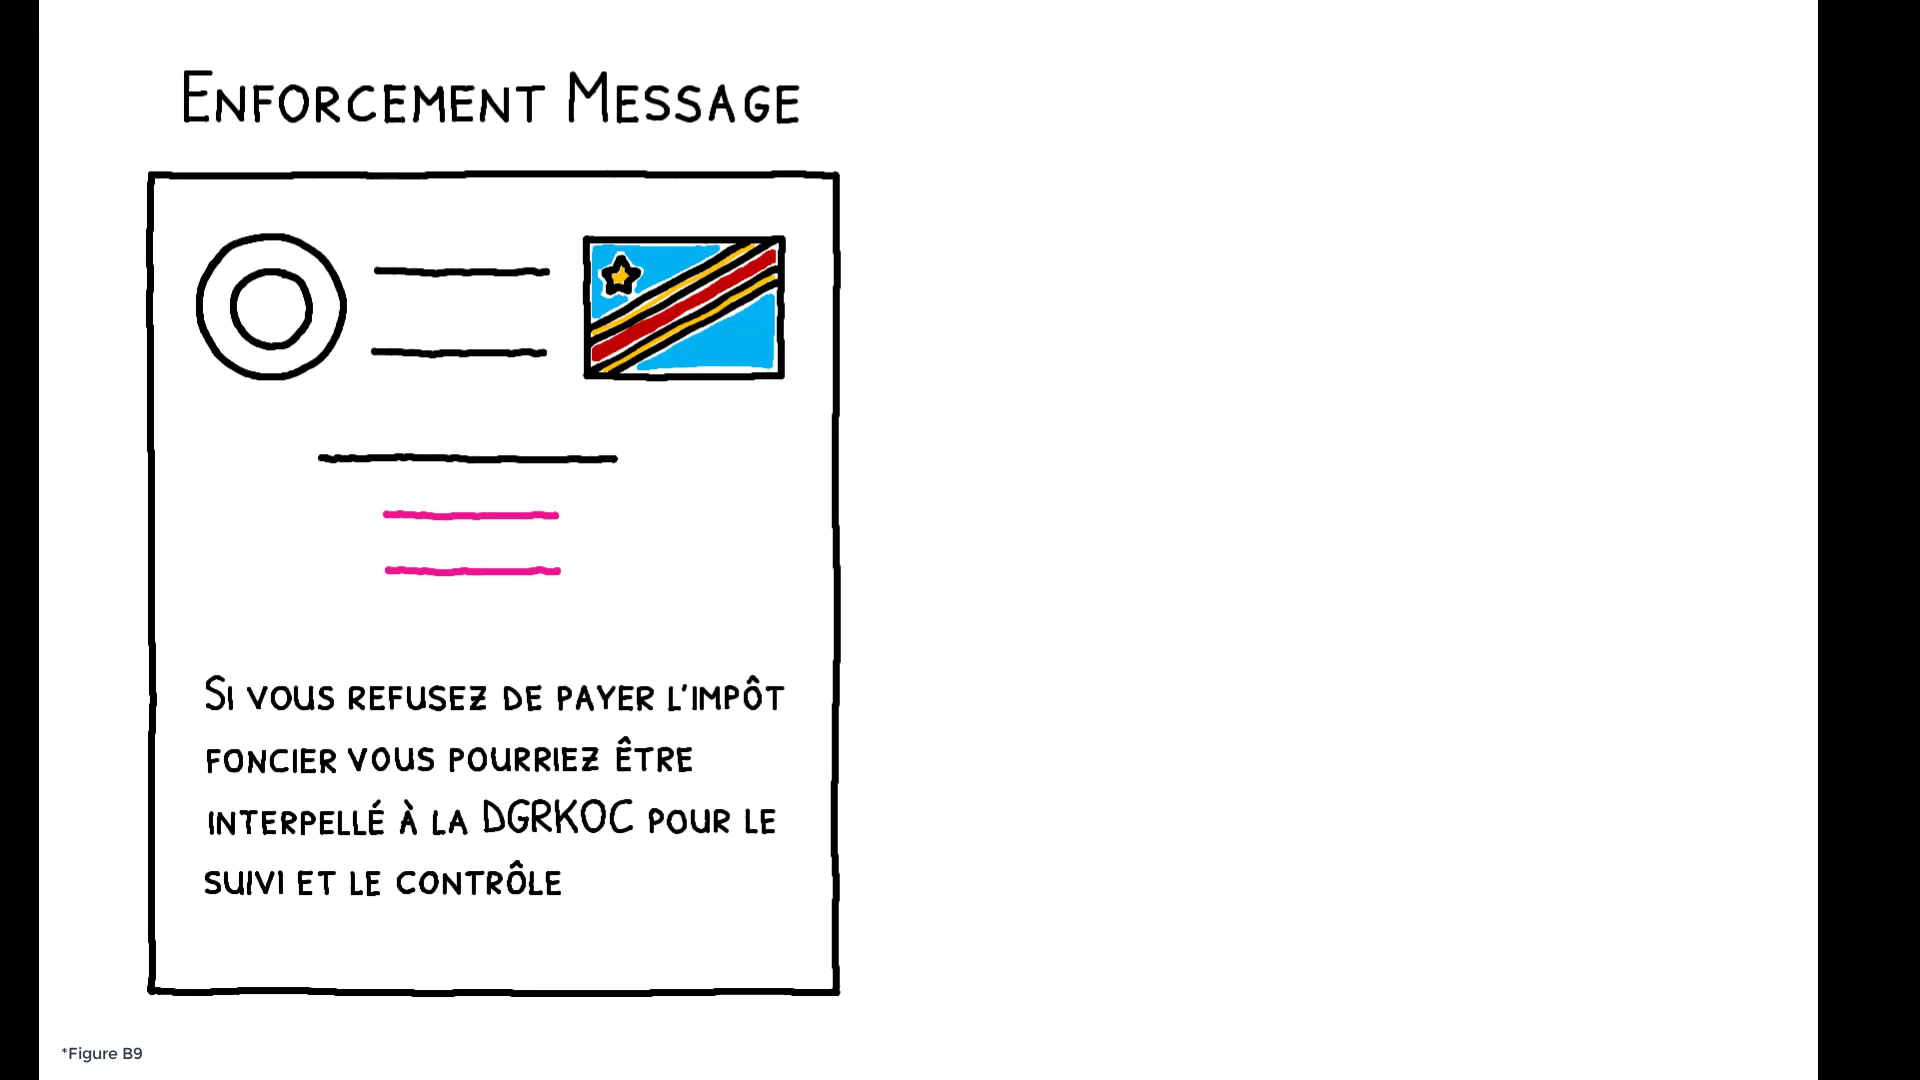 Enforcement Message
Si vous refusez de payer l'impôt
foncier vous pourriez être
interpellé à la DGRKOC pour le
suivi et le contrôle
*Figure B9